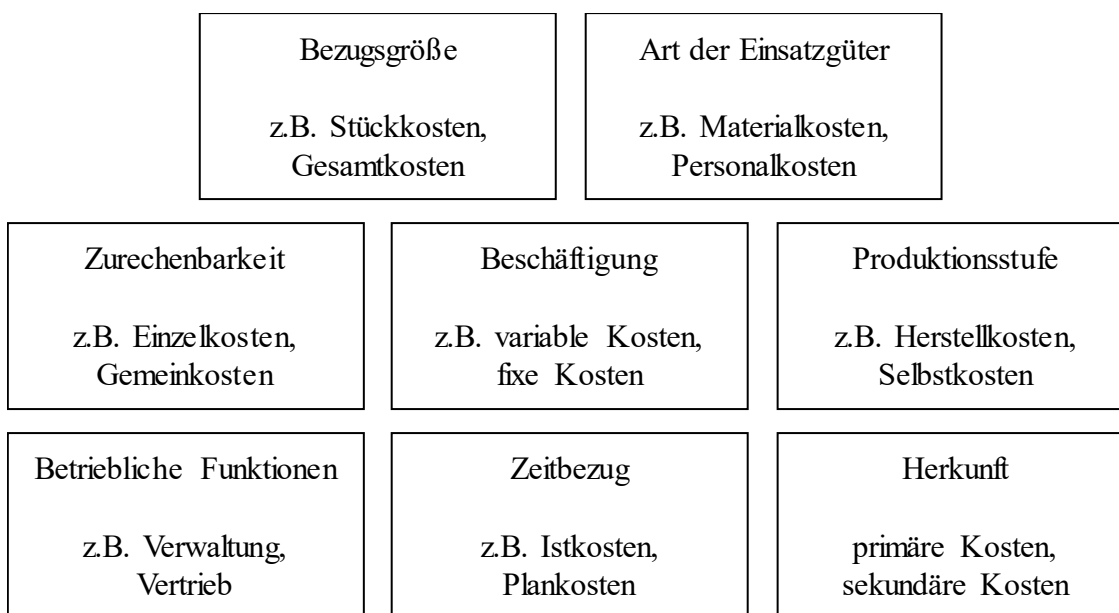 Bezugsgröße
z.B. Stückkosten,
Gesamtkosten
Art der Einsatzgüter
z.B. Materialkosten,
Personalkosten
Zurechenbarkeit
z.B. Einzelkosten,
Gemeinkosten
Beschäftigung
z.B. variable Kosten,
fixe Kosten
Produktionsstufe
z.B. Herstellkosten,
Selbstkosten
Betriebliche Funktionen
z.B. Verwaltung,
Vertrieb
Zeitbezug
z.B. Istkosten,
Plankosten
Herkunft
primäre Kosten,
sekundäre Kosten